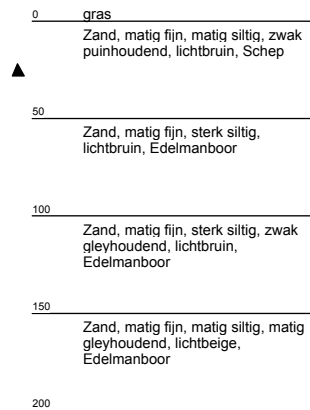 0 gras
Zand, matig fijn, matig siltig, zwak
puinhoudend, lichtbruin, Schep
50
Zand, matig fijn, sterk siltig,
lichtbruin, Edelmanboor
100
Zand, matig fijn, sterk siltig, zwak
gleyhoudend, lichtbruin,
Edelmanboor
150
Zand, matig fijn, matig siltig, matig
gleyhoudend, lichtbeige,
Edelmanboor
200